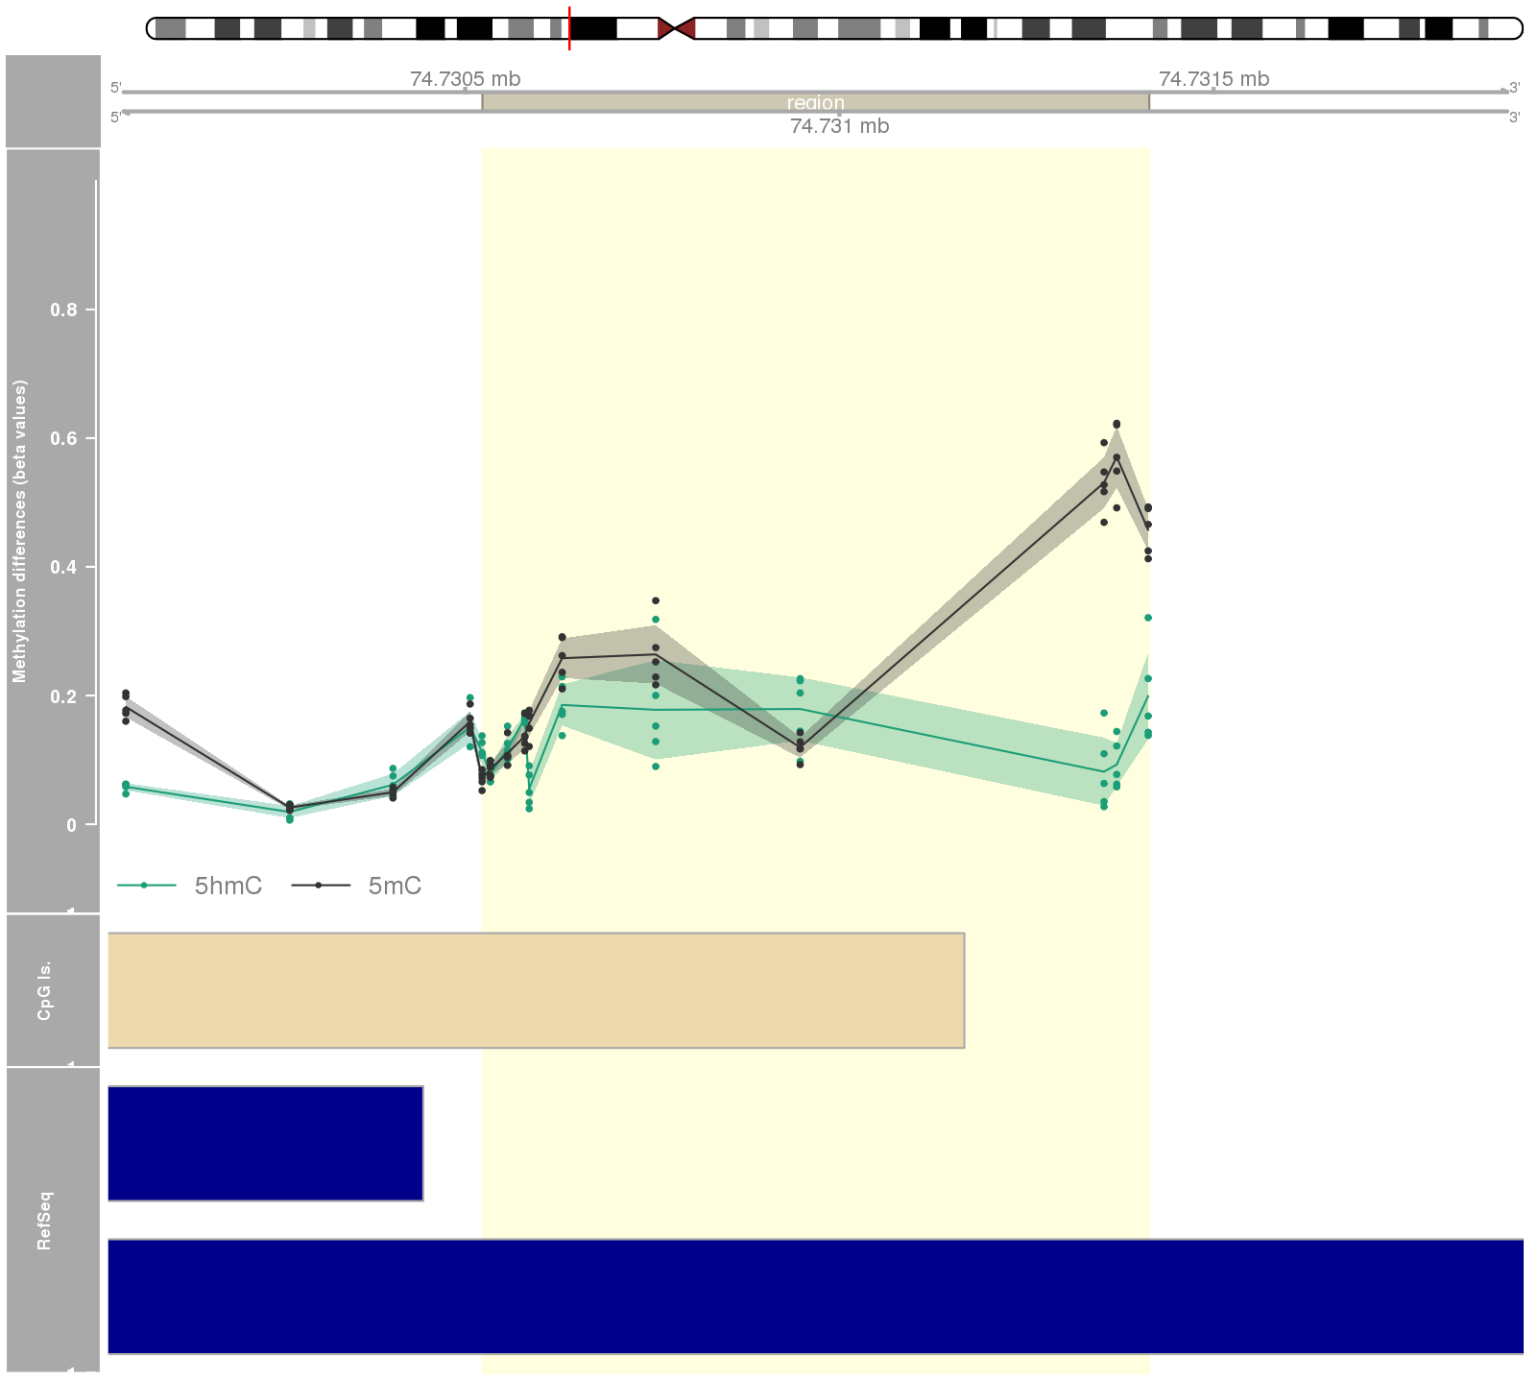 74.7305 mb
74.7315 mb
5'
3'
region
5'
3'
74.731 mb
Methylation differences (beta values)
0.8
0.6
0.4
0.2
0
5hmC
5mC
CpG Is.
RefSeq